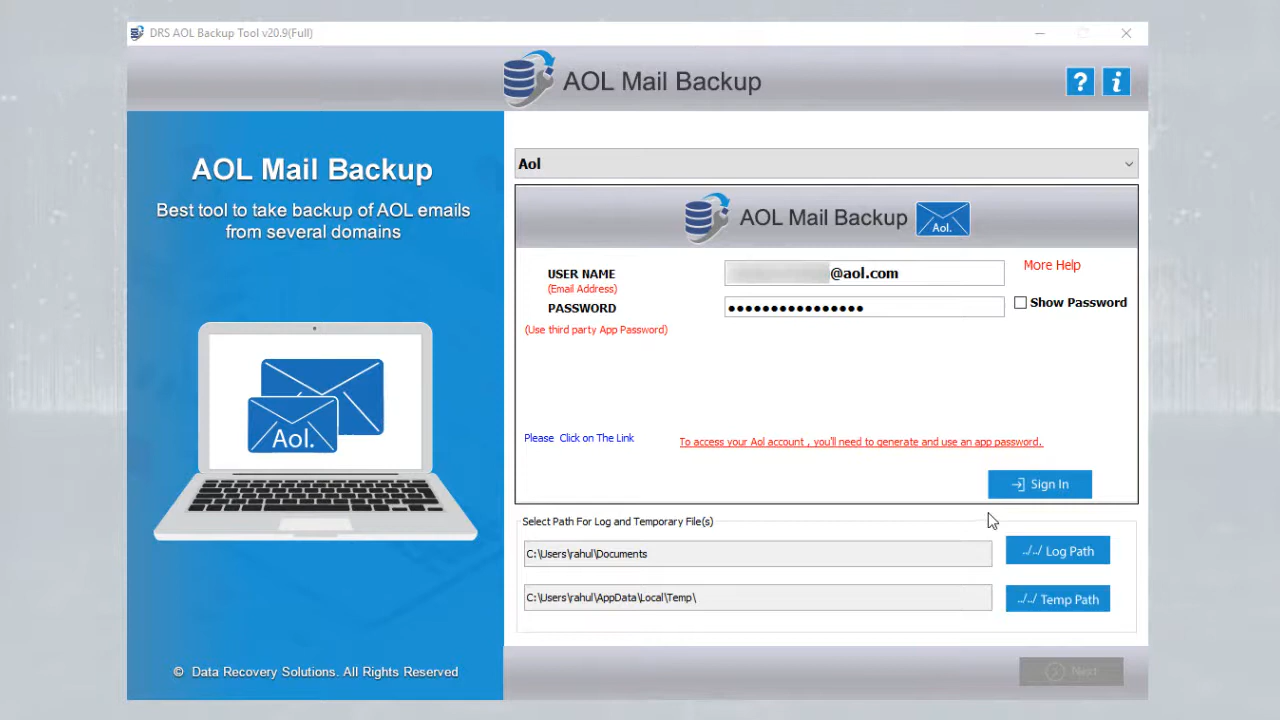 DRS AOL Backup Tool v20.9(Full)
AOL Mail Backup
? i
AOL Mail Backup
Best tool to take backup of AOL emails
from several domains
Aol.
© Data Recovery Solutions. All Rights Reserved
Aol
AOL Mail Backup Aol.
USER NAME @aol.com More Help
(Email Address)
PASSWORD •••••••••••••••• Show Password
(Use third party App Password)
Please Click on The Link To access your Aol account , you'll need to generate and use an app password.
Sign In
Select Path For Log and Temporary File(s)
C:\Users\rahul\Documents ../../ Log Path
C:\Users\rahul\AppData\Local\Temp\ ../../ Temp Path
Next